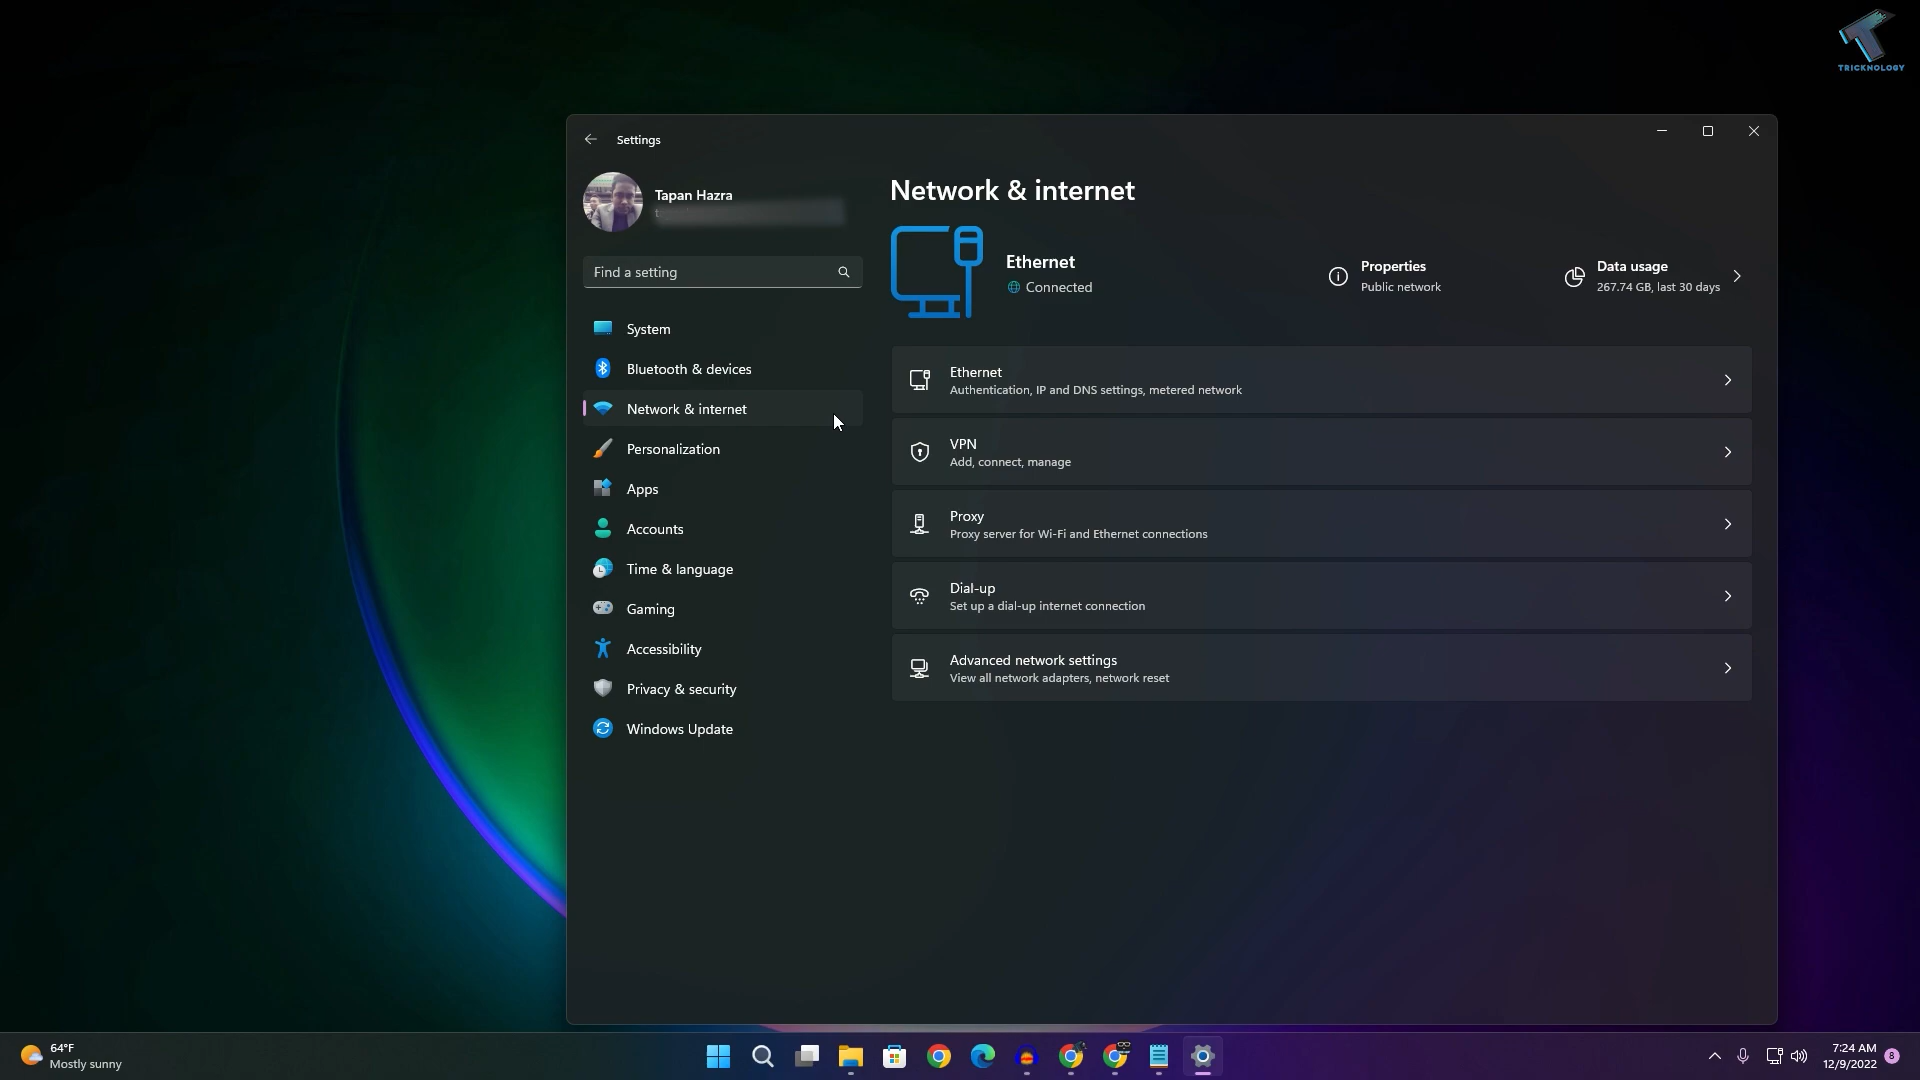 TRICKNOLOGY
Settings
Tapan Hazra
Find a setting
System
Bluetooth & devices
Network & internet
Personalization
Apps
Accounts
Time & language
Gaming
Accessibility
Privacy & security
Windows Update
Network & internet
Ethernet
Connected
Properties
Public network
Data usage
267.74 GB, last 30 days
Ethernet
Authentication, IP and DNS settings, metered network
VPN
Add, connect, manage
Proxy
Proxy server for Wi-Fi and Ethernet connections
Dial-up
Set up a dial-up internet connection
Advanced network settings
View all network adapters, network reset
64°F
Mostly sunny
7:24 AM
12/9/2022
8